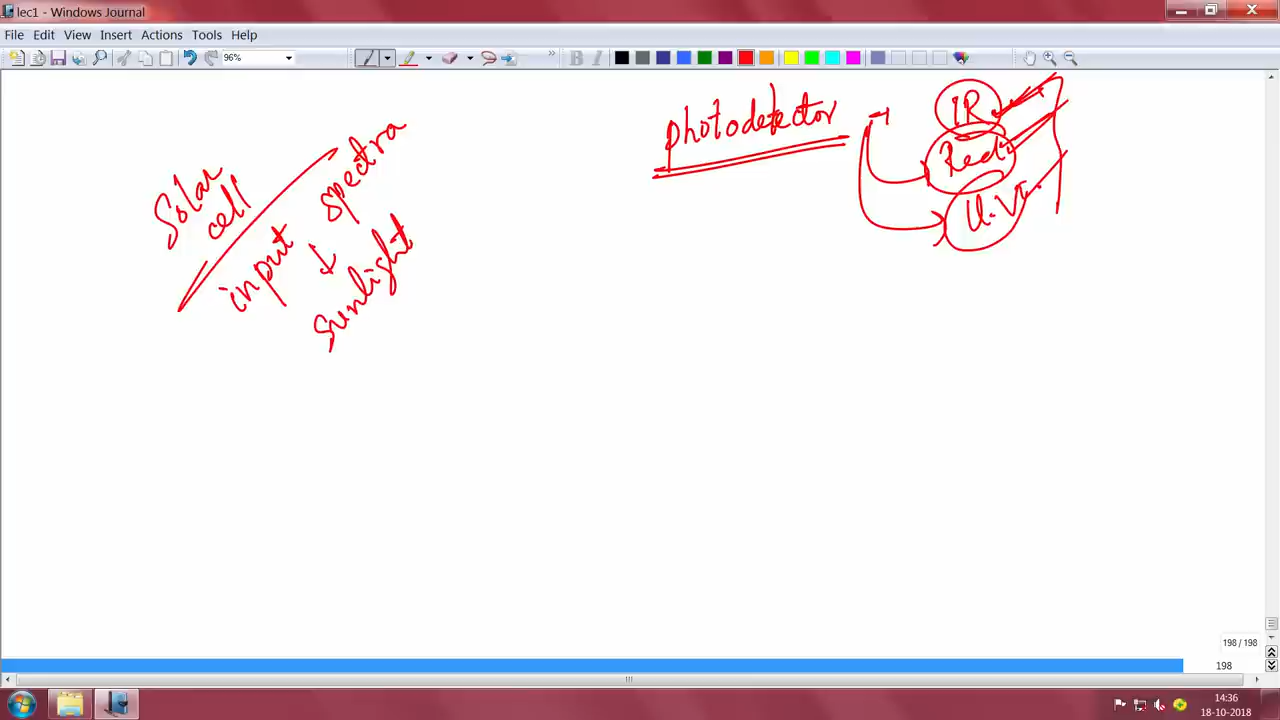 lec1 - Windows Journal
File Edit View Insert Actions Tools Help
96%
photodetector
IR
Red
U.V
Solar
cell
input spectra
sunlight
198 / 198
198
14:36
18-10-2018